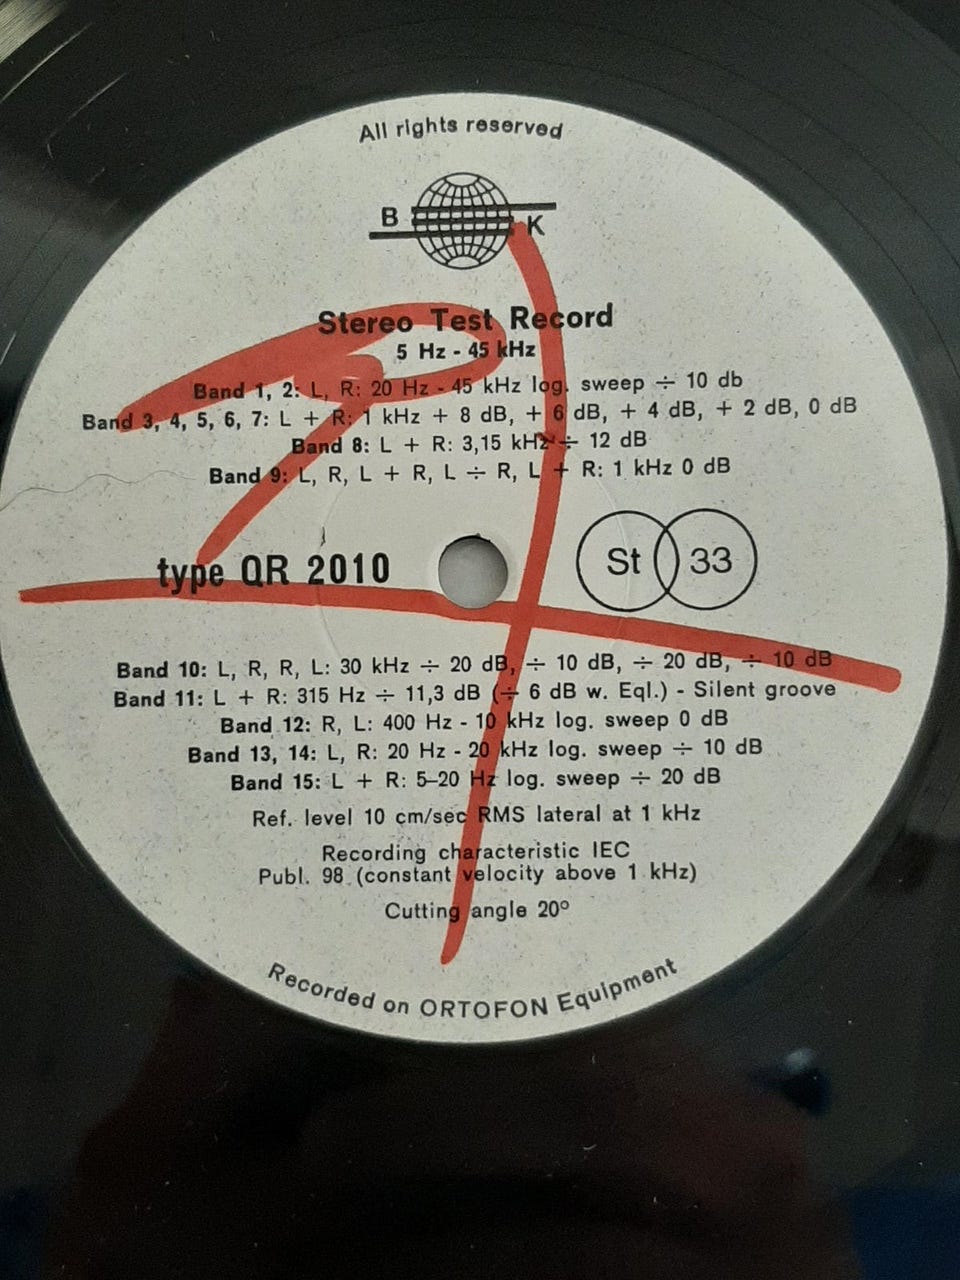 All rights reserved
B K
Stereo Test Record
5 Hz - 45 kHz
Band 1, 2: L, R: 20 Hz - 45 kHz log. sweep ÷ 10 db
Band 3, 4, 5, 6, 7: L + R: 1 kHz + 8 dB, + 6 dB, + 4 dB, + 2 dB, 0 dB
Band 8: L + R: 3,15 kHz ÷ 12 dB
Band 9: L, R, L + R, L ÷ R, L + R: 1 kHz 0 dB
type QR 2010
St 33
Band 10: L, R, R, L: 30 kHz ÷ 20 dB, ÷ 10 dB, ÷ 20 dB, ÷ 10 dB
Band 11: L + R: 315 Hz ÷ 11,3 dB (÷ 6 dB w. Eql.) - Silent groove
Band 12: R, L: 400 Hz - 10 kHz log. sweep 0 dB
Band 13, 14: L, R: 20 Hz - 20 kHz log. sweep ÷ 10 dB
Band 15: L + R: 5–20 Hz log. sweep ÷ 20 dB
Ref. level 10 cm/sec RMS lateral at 1 kHz
Recording characteristic IEC
Publ. 98 (constant velocity above 1 kHz)
Cutting angle 20°
Recorded on ORTOFON Equipment